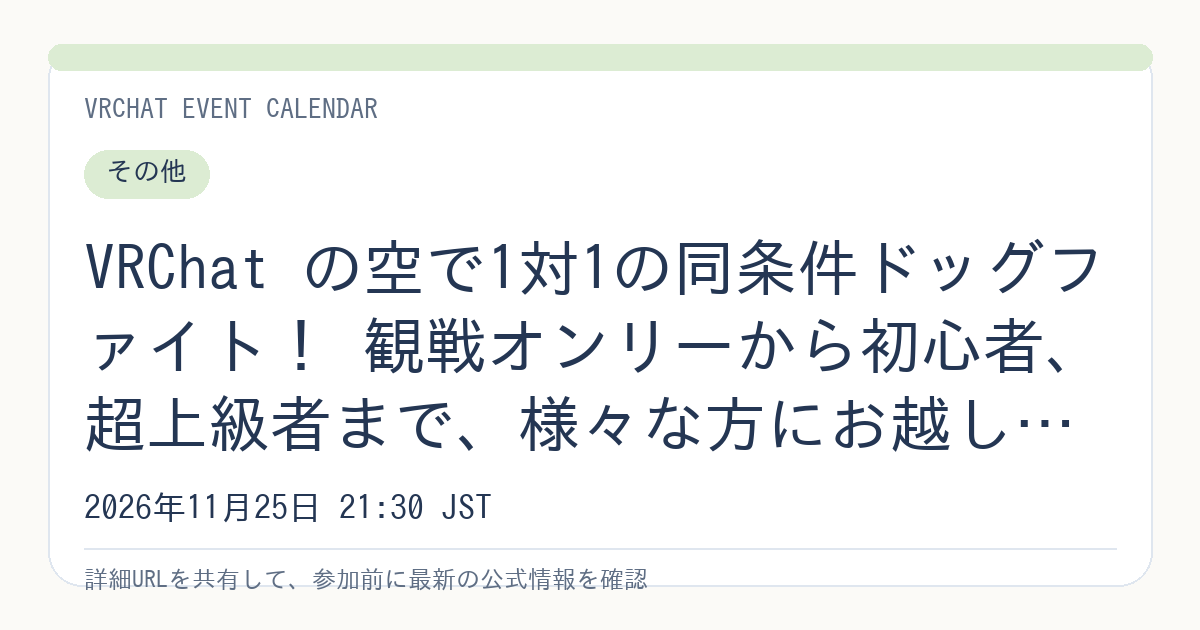 VRCHAT EVENT CALENDAR
その他
VRChat の空で1対1の同条件ドッグフ
ァイト！ 観戦オンリーから初心者、
超上級者まで、様々な方にお越し…
2026年11月25日 21:30 JST
詳細URLを共有して、参加前に最新の公式情報を確認